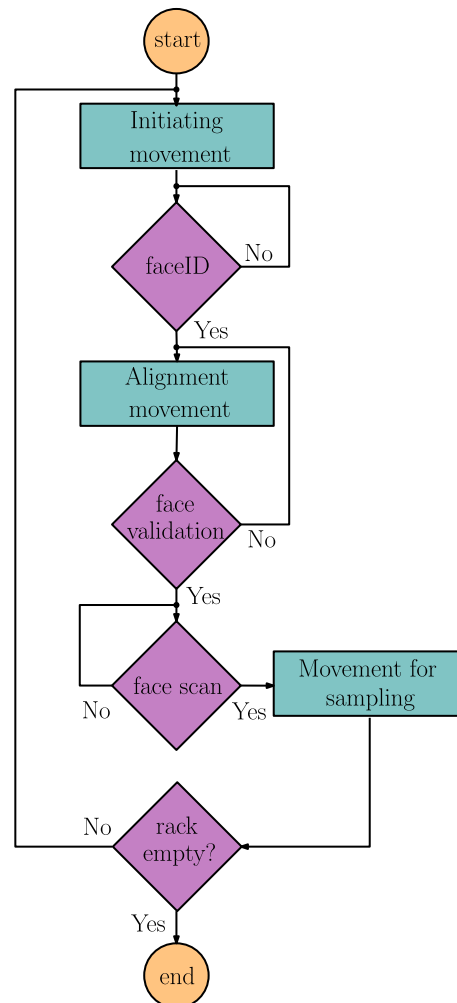 start
Initiating
movement
faceID
No
Yes
Alignment
movement
face
validation
No
Yes
face scan
No
Yes
Movement for
sampling
rack
empty?
No
Yes
end